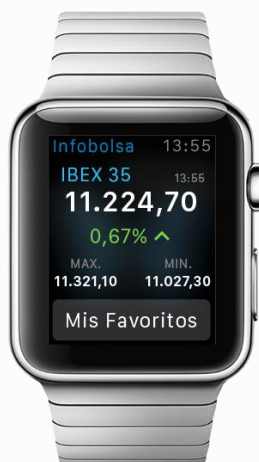 Infobolsa 13:55
IBEX 35 13:55
11.224,70
0,67%
MAX. MIN.
11.321,10 11.027,30
Mis Favoritos